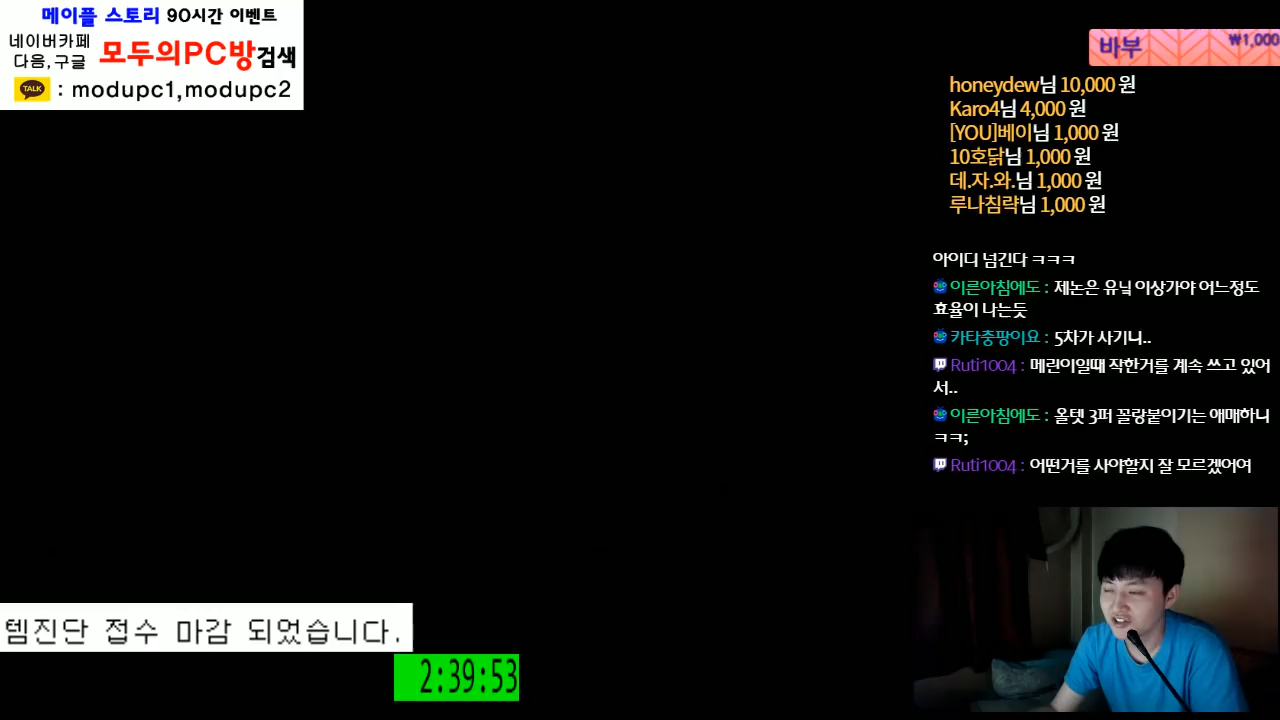 메이플 스토리 90시간 이벤트
네이버카페
다음,구글
모두의PC방검색
TALK : modupc1,modupc2
바부 ₩1,000
honeydew님 10,000 원
Karo4님 4,000 원
[YOU]베이님 1,000 원
10호닭님 1,000 원
데.자.와.님 1,000 원
루나침략님 1,000 원
아이디 넘긴다 ㅋㅋㅋ
이른아침에도 : 제논은 유닠 이상가야 어느정도
효율이 나는듯
카타충팡이요 : 5차가 사기니..
Ruti1004 : 메린이일때 작한거를 계속 쓰고 있어
서..
이른아침에도 : 올텟 3퍼 꼴랑붙이기는 애매하니
ㅋㅋ;
Ruti1004 : 어떤거를 사야할지 잘 모르겠어여
템진단 접수 마감 되었습니다.
2:39:53